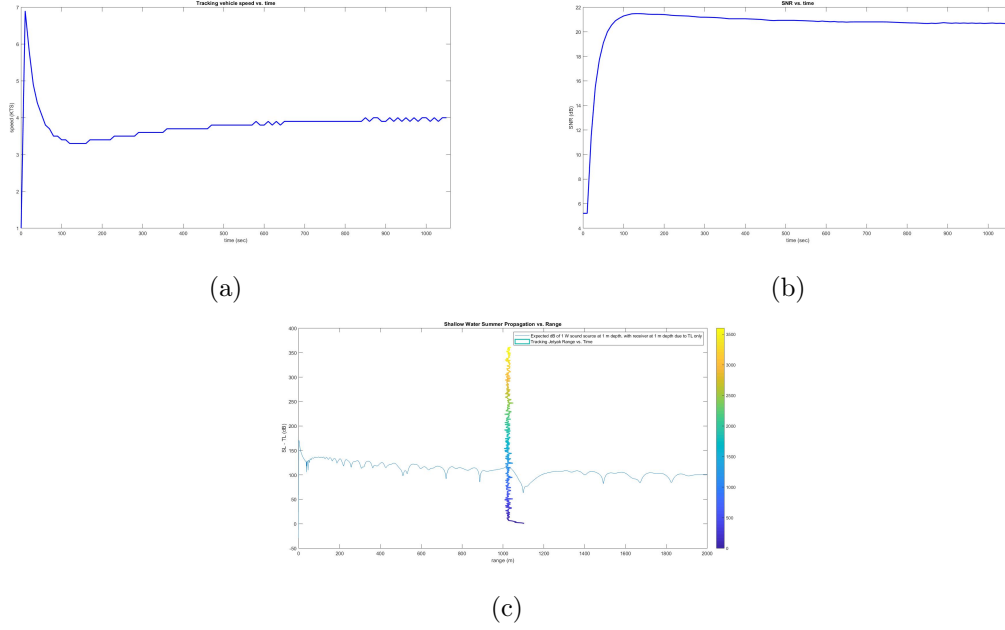 Tracking vehicle speed vs. time
7
6
5
4
3
2
1
speed (KTS)
0 100 200 300 400 500 600 700 800 900 1000
time (sec)
(a)
SNR vs. time
22
20
18
16
14
12
10
8
6
4
SNR (dB)
0 100 200 300 400 500 600 700 800 900 1000
time (sec)
(b)
Shallow Water Summer Propagation vs. Range
400
350
300
250
200
150
100
50
0
-50
SL - TL (dB)
Expected dB of 1 W sound source at 1 m depth, with receiver at 1 m depth due to TL only
Tracking Jetyak Range vs. Time
0 200 400 600 800 1000 1200 1400 1600 1800 2000
range (m)
3500
3000
2500
2000
1500
1000
500
0
(c)